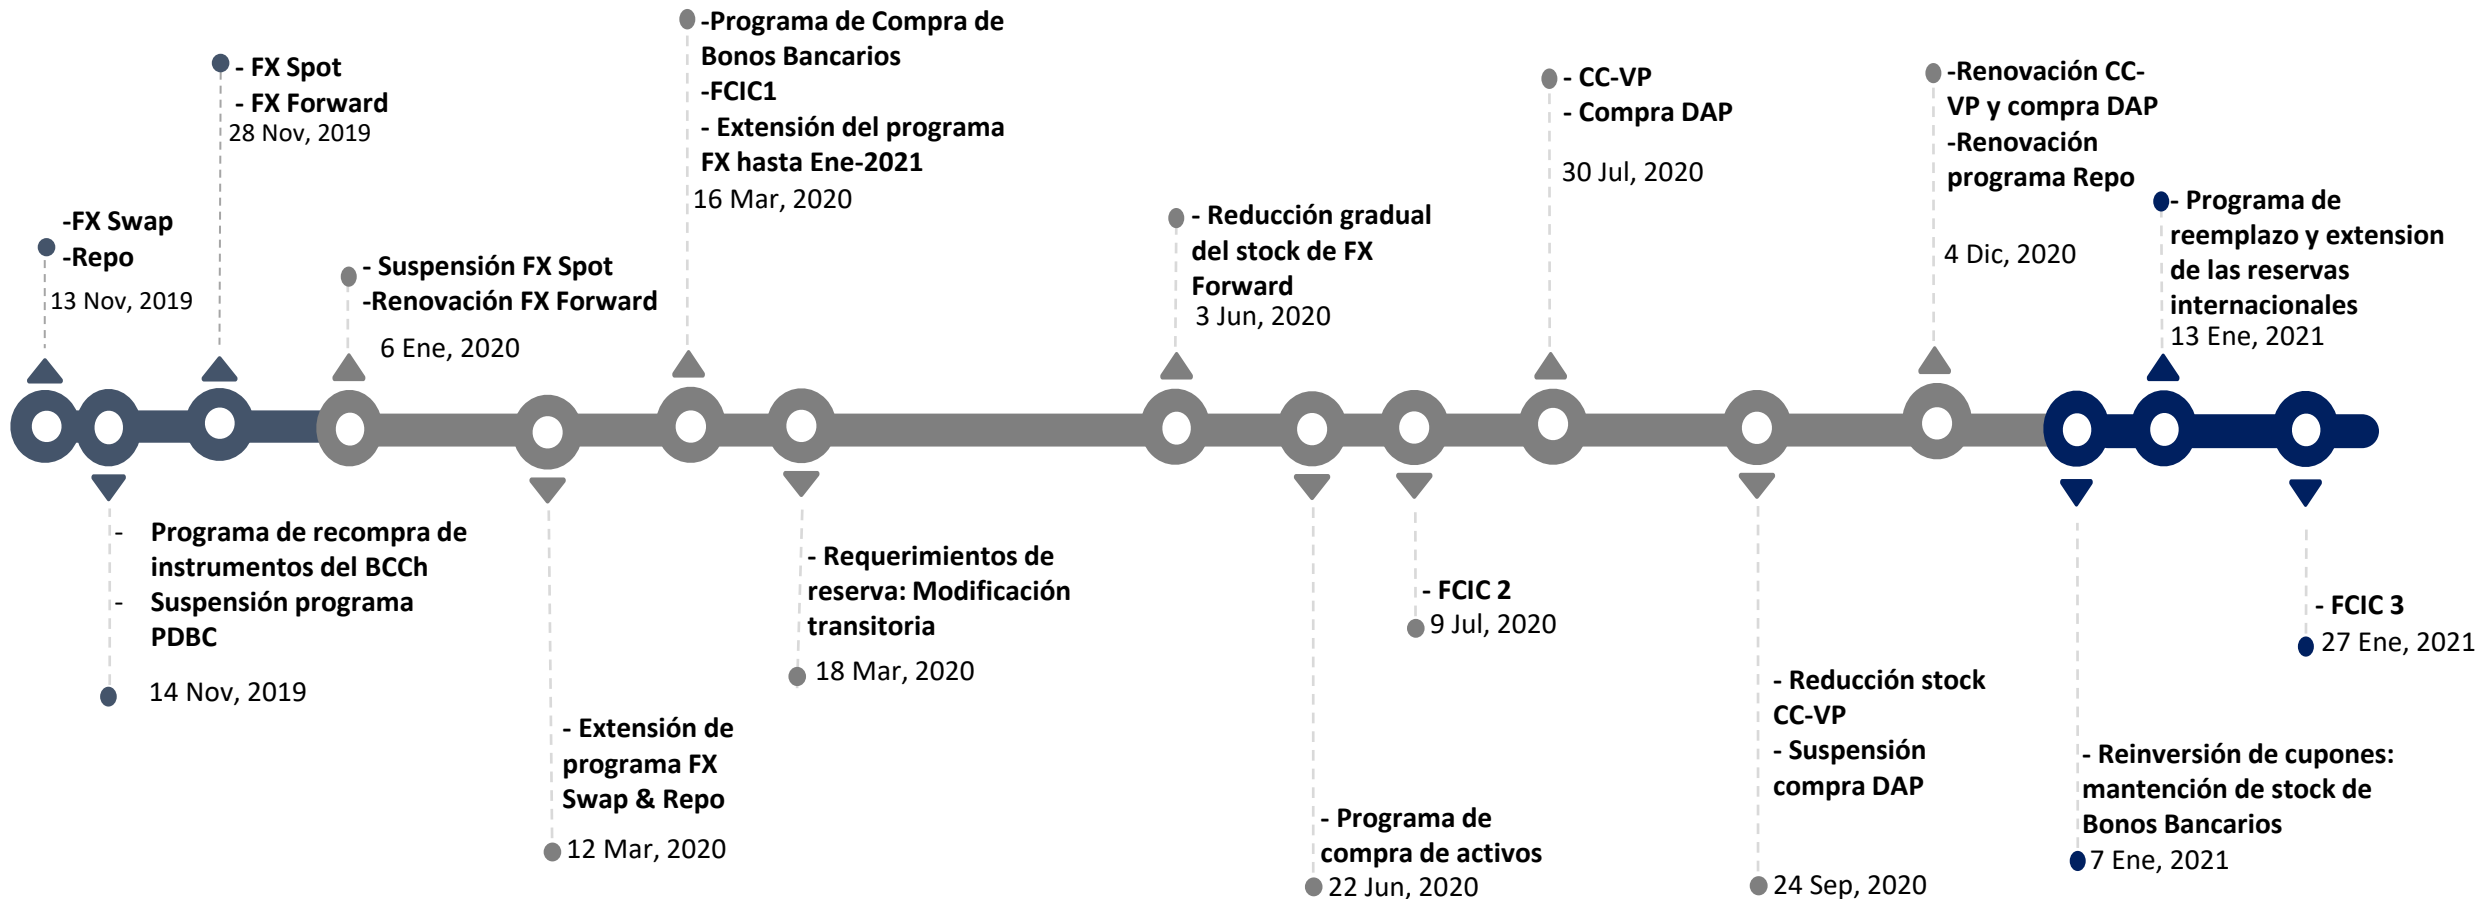 -FX Swap
-Repo
13 Nov, 2019
- FX Spot
- FX Forward
28 Nov, 2019
- Suspensión FX Spot
-Renovación FX Forward
6 Ene, 2020
-Programa de Compra de
Bonos Bancarios
-FCIC1
- Extensión del programa
FX hasta Ene-2021
16 Mar, 2020
- Reducción gradual
del stock de FX
Forward
3 Jun, 2020
- CC-VP
- Compra DAP
30 Jul, 2020
-Renovación CC-
VP y compra DAP
-Renovación
programa Repo
4 Dic, 2020
- Programa de
reemplazo y extension
de las reservas
internacionales
13 Ene, 2021
- Programa de recompra de
instrumentos del BCCh
- Suspensión programa
PDBC
14 Nov, 2019
- Extensión de
programa FX
Swap & Repo
12 Mar, 2020
- Requerimientos de
reserva: Modificación
transitoria
18 Mar, 2020
- Programa de
compra de activos
22 Jun, 2020
- FCIC 2
9 Jul, 2020
- Reducción stock
CC-VP
- Suspensión
compra DAP
24 Sep, 2020
- Reinversión de cupones:
mantención de stock de
Bonos Bancarios
7 Ene, 2021
- FCIC 3
27 Ene, 2021